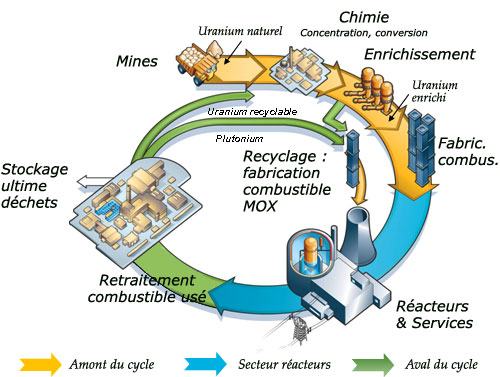 Chimie
Concentration, conversion
Uranium naturel
Mines
Enrichissement
Uranium
enrichi
Uranium recyclable
Plutonium
Fabric.
combus.
Recyclage :
fabrication
combustible
MOX
Stockage
ultime
déchets
Retraitement
combustible usé
Réacteurs
& Services
Amont du cycle
Secteur réacteurs
Aval du cycle